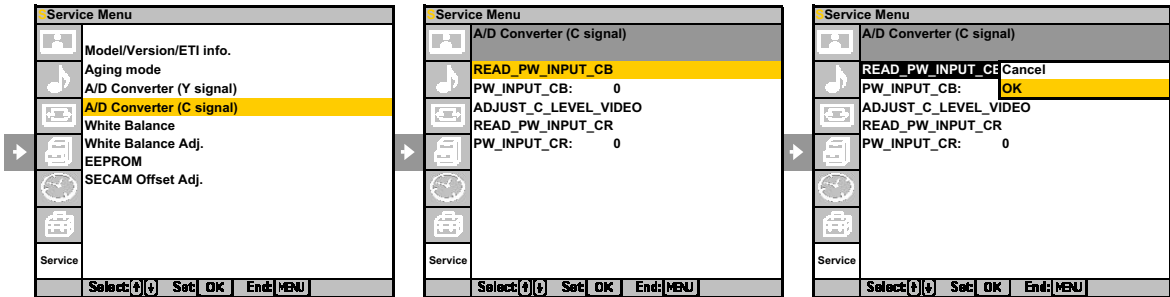 Service Menu
Model/Version/ETI info.
Aging mode
A/D Converter (Y signal)
A/D Converter (C signal)
White Balance
White Balance Adj.
EEPROM
SECAM Offset Adj.
Service
Select: Set: OK End: MENU
Service Menu
A/D Converter (C signal)
READ_PW_INPUT_CB
PW_INPUT_CB: 0
ADJUST_C_LEVEL_VIDEO
READ_PW_INPUT_CR
PW_INPUT_CR: 0
Service
Select: Set: OK End: MENU
Service Menu
A/D Converter (C signal)
READ_PW_INPUT_CB Cancel
PW_INPUT_CB: OK
ADJUST_C_LEVEL_VIDEO
READ_PW_INPUT_CR
PW_INPUT_CR: 0
Service
Select: Set: OK End: MENU